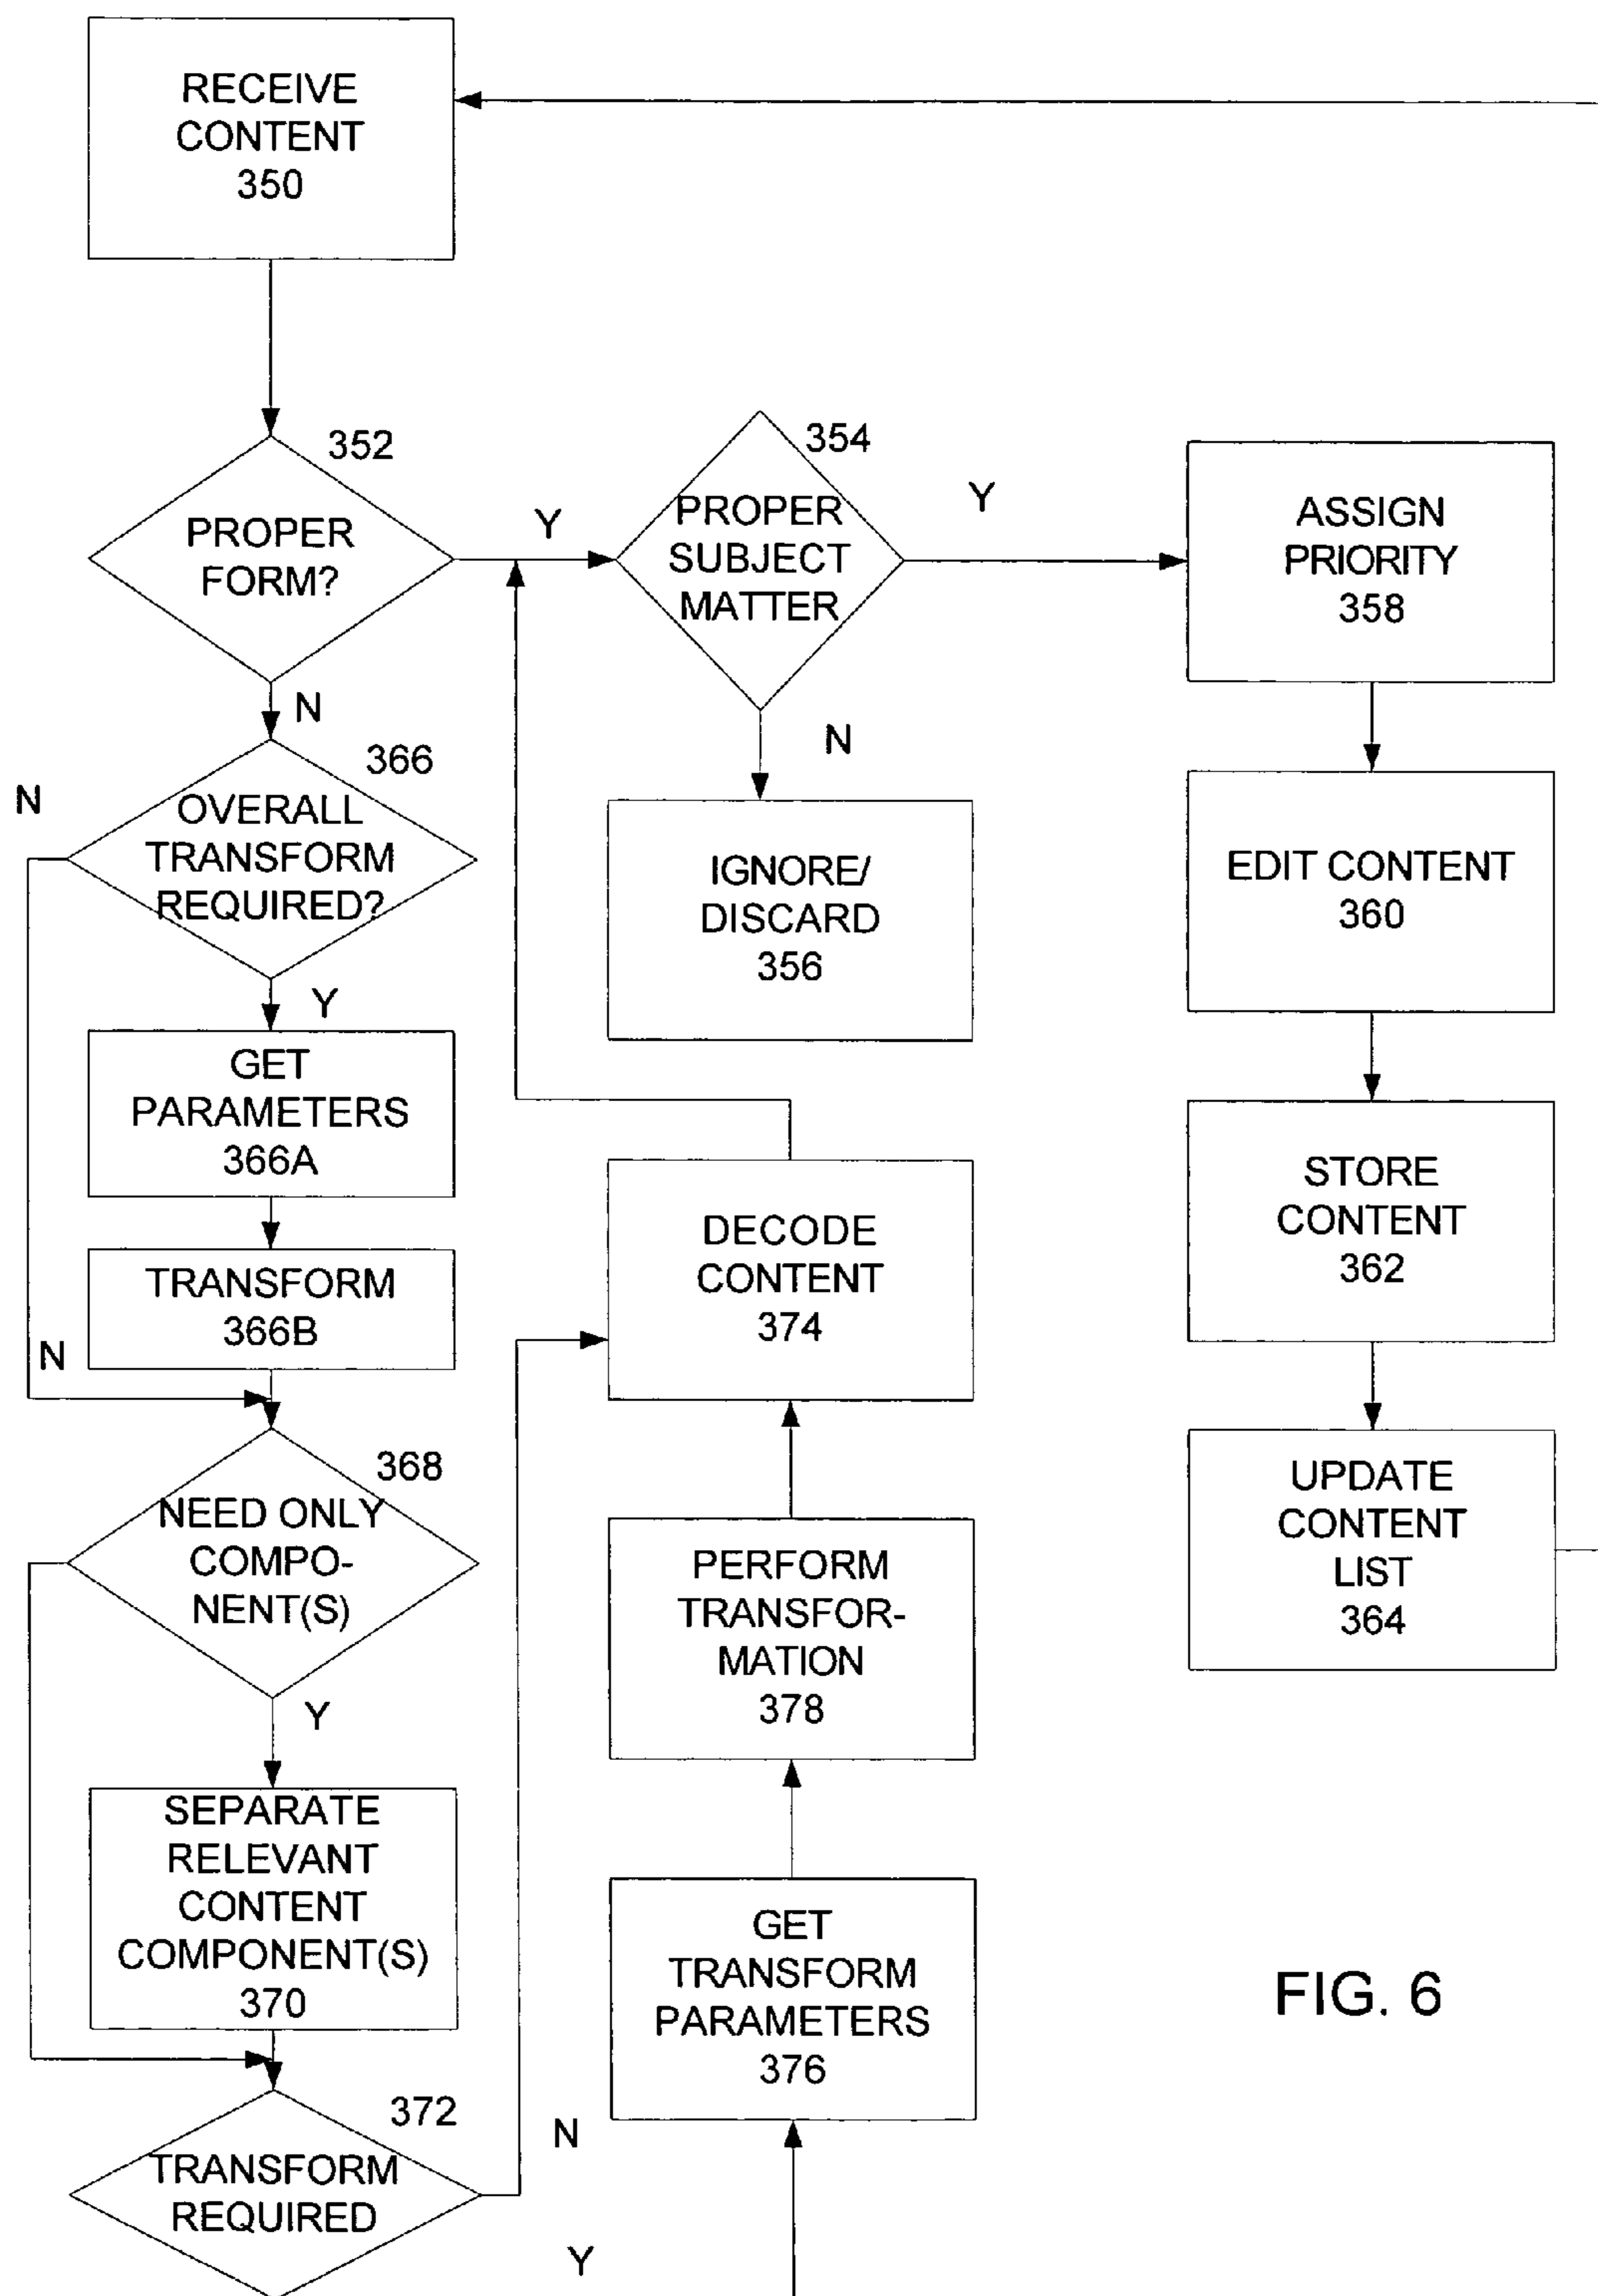 RECEIVE
CONTENT
350
352
PROPER
FORM?
Y
N
354
PROPER
SUBJECT
MATTER
Y
N
ASSIGN
PRIORITY
358
366
OVERALL
TRANSFORM
REQUIRED?
N
Y
IGNORE/
DISCARD
356
EDIT CONTENT
360
GET
PARAMETERS
366A
TRANSFORM
366B
N
DECODE
CONTENT
374
STORE
CONTENT
362
368
NEED ONLY
COMPO-
NENT(S)
Y
PERFORM
TRANSFOR-
MATION
378
UPDATE
CONTENT
LIST
364
SEPARATE
RELEVANT
CONTENT
COMPONENT(S)
370
GET
TRANSFORM
PARAMETERS
376
372
TRANSFORM
REQUIRED
N
Y
FIG. 6